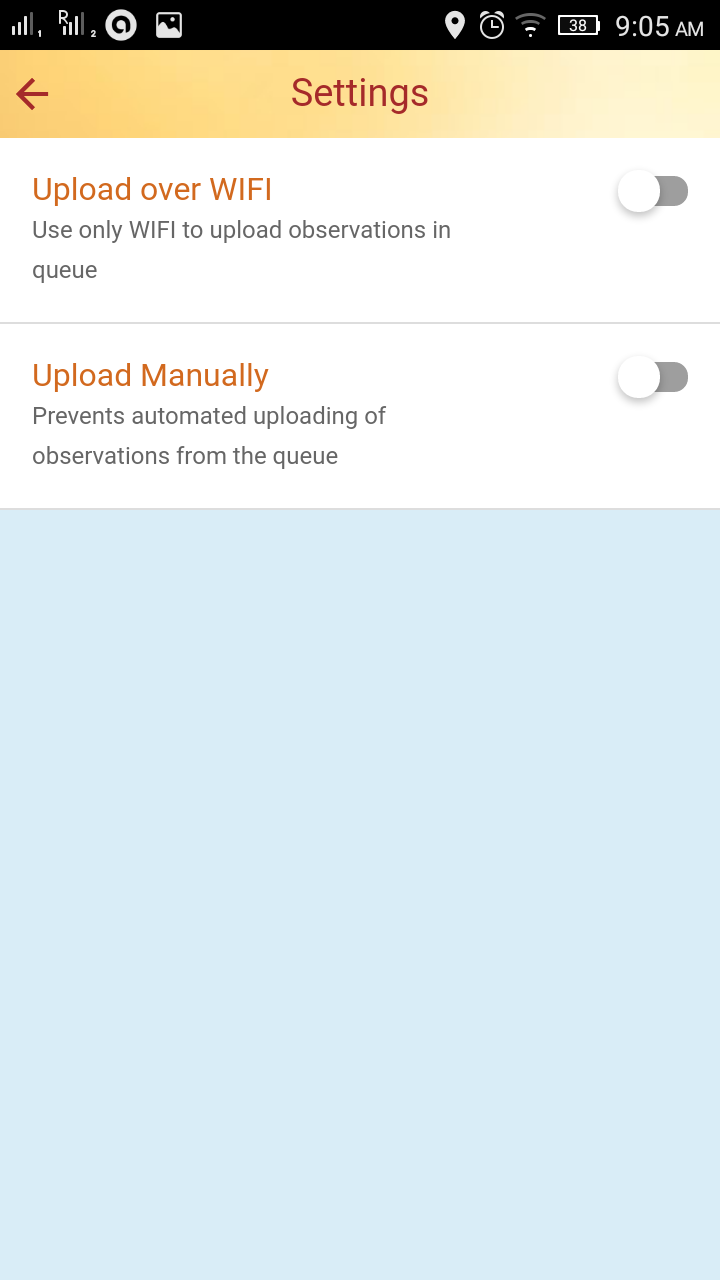 1 R 2 38 9:05 AM
Settings
Upload over WIFI
Use only WIFI to upload observations in
queue
Upload Manually
Prevents automated uploading of
observations from the queue